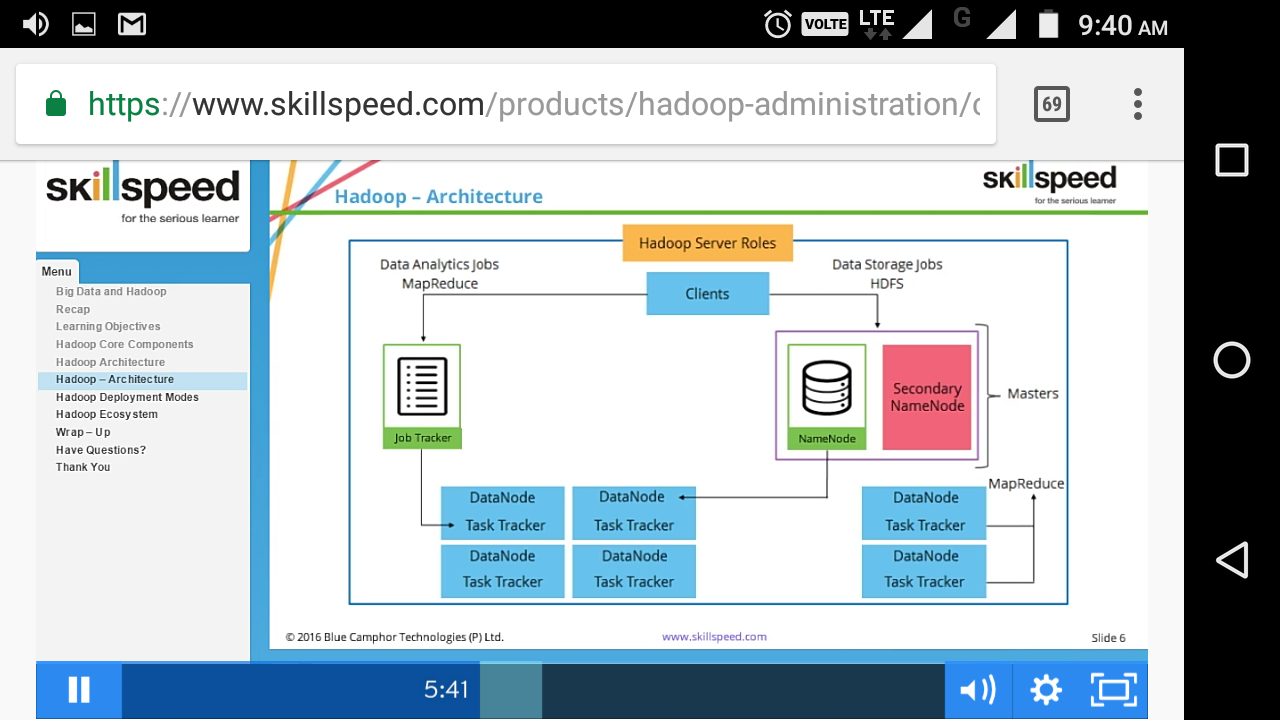 VOLTE LTE G 9:40 AM
https://www.skillspeed.com/products/hadoop-administration/
69
skillspeed
for the serious learner
Menu
Big Data and Hadoop
Recap
Learning Objectives
Hadoop Core Components
Hadoop Architecture
Hadoop – Architecture
Hadoop Deployment Modes
Hadoop Ecosystem
Wrap – Up
Have Questions?
Thank You
Hadoop – Architecture
skillspeed
for the serious learner
Hadoop Server Roles
Data Analytics Jobs
MapReduce
Clients
Data Storage Jobs
HDFS
Job Tracker
NameNode
Secondary
NameNode
Masters
MapReduce
DataNode
Task Tracker
DataNode
Task Tracker
DataNode
Task Tracker
DataNode
Task Tracker
DataNode
Task Tracker
DataNode
Task Tracker
© 2016 Blue Camphor Technologies (P) Ltd.
www.skillspeed.com
Slide 6
5:41